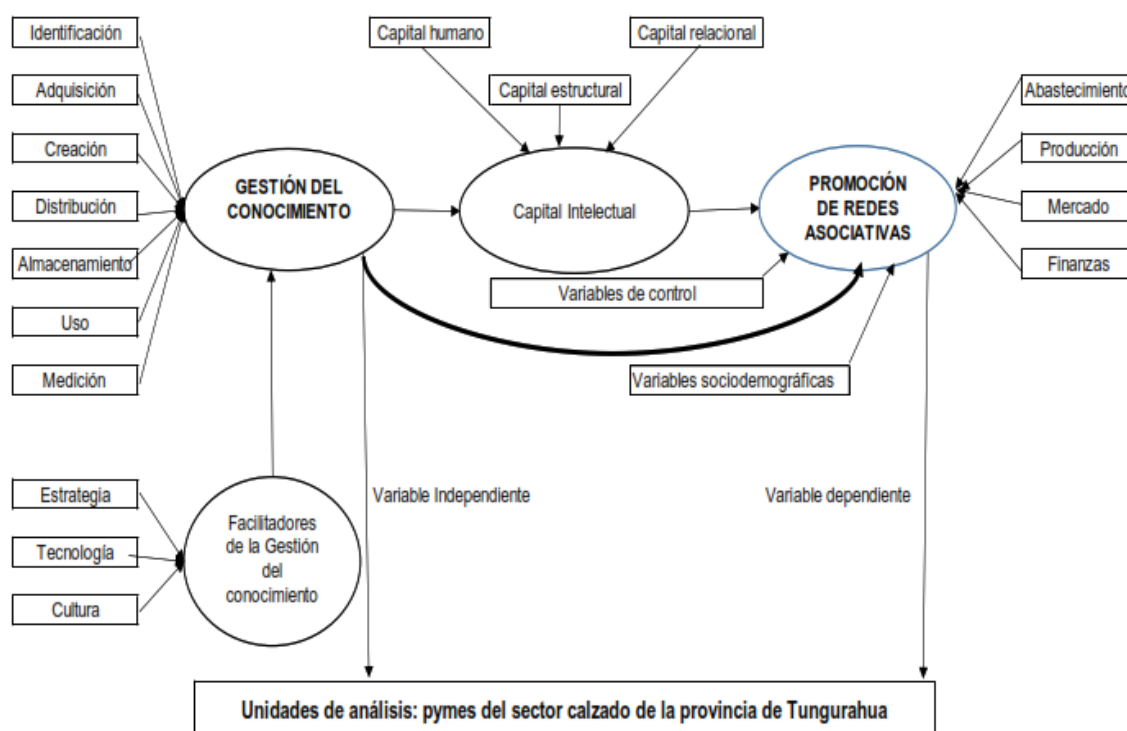 Identificación
Adquisición
Creación
Distribución
Almacenamiento
Uso
Medición
GESTIÓN DEL
CONOCIMIENTO
Capital humano
Capital relacional
Capital estructural
Capital Intelectual
PROMOCIÓN
DE REDES
ASOCIATIVAS
Abastecimiento
Producción
Mercado
Finanzas
Variables de control
Variables sociodemográficas
Estrategia
Tecnología
Cultura
Facilitadores
de la Gestión
del
conocimiento
Variable Independiente
Variable dependiente
Unidades de análisis: pymes del sector calzado de la provincia de Tungurahua